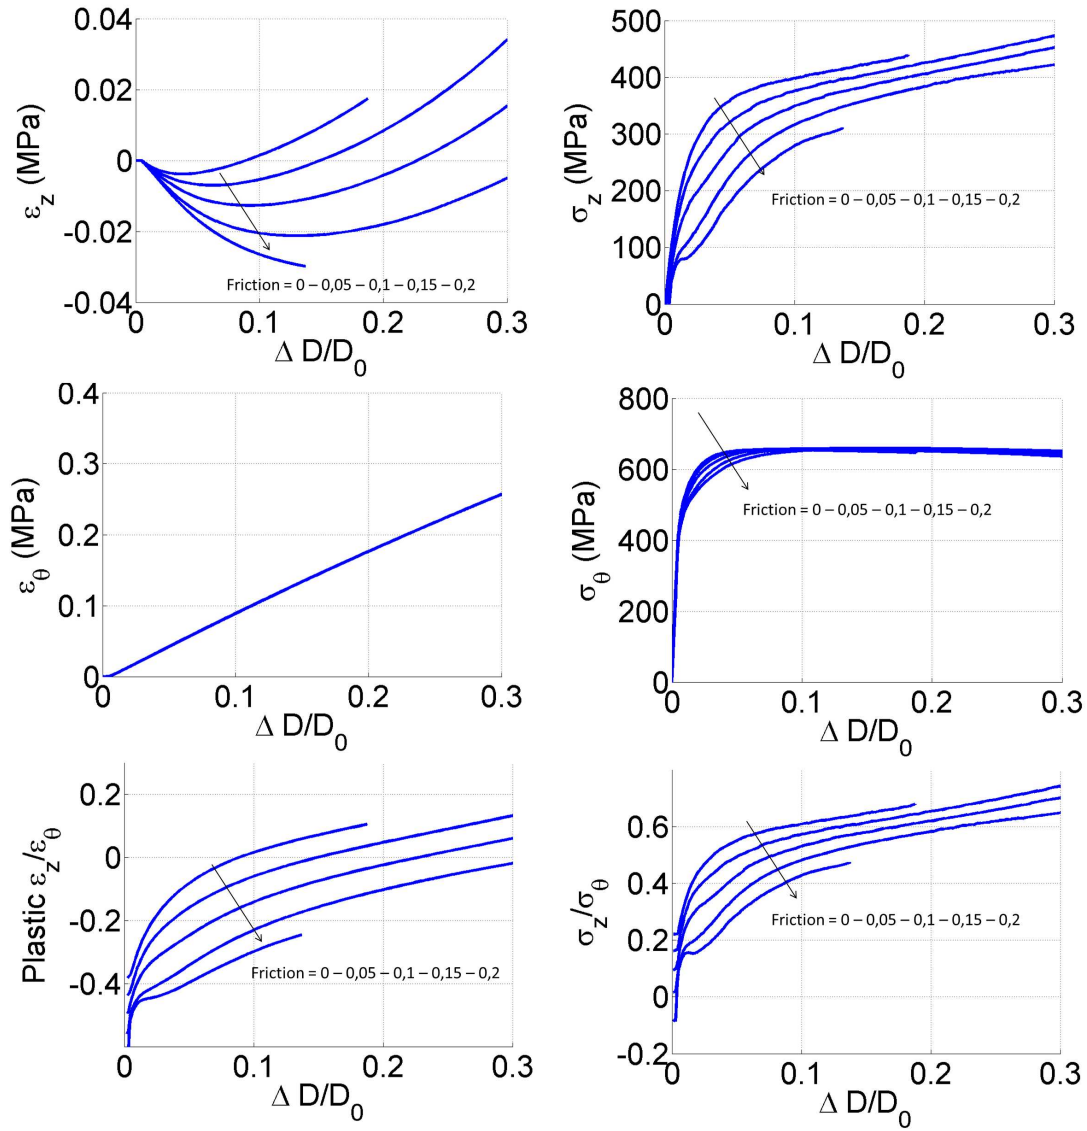 0.04
0.02
0
-0.02
-0.04
ε_z (MPa)
Friction = 0 – 0,05 – 0,1 – 0,15 – 0,2
0 0.1 0.2 0.3
Δ D/D_0
500
400
300
200
100
0
σ_z (MPa)
Friction = 0 – 0,05 – 0,1 – 0,15 – 0,2
0 0.1 0.2 0.3
Δ D/D_0
0.4
0.3
0.2
0.1
0
ε_θ (MPa)
0 0.1 0.2 0.3
Δ D/D_0
800
600
400
200
0
σ_θ (MPa)
Friction = 0 – 0,05 – 0,1 – 0,15 – 0,2
0 0.1 0.2 0.3
Δ D/D_0
0.2
0
-0.2
-0.4
Plastic ε_z/ε_θ
Friction = 0 – 0,05 – 0,1 – 0,15 – 0,2
0 0.1 0.2 0.3
Δ D/D_0
0.6
0.4
0.2
0
-0.2
σ_z/σ_θ
Friction = 0 – 0,05 – 0,1 – 0,15 – 0,2
0 0.1 0.2 0.3
Δ D/D_0